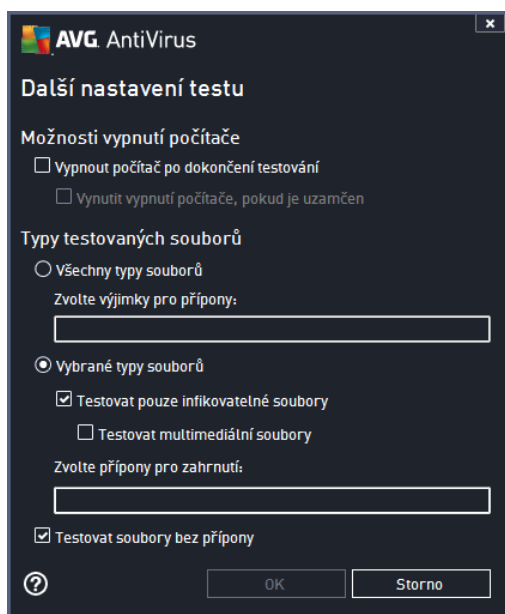 AVG. AntiVirus
Další nastavení testu
Možnosti vypnutí počítače
Vypnout počítač po dokončení testování
Vynutit vypnutí počítače, pokud je uzamčen
Typy testovaných souborů
Všechny typy souborů
Zvolte výjimky pro přípony:
Vybrané typy souborů
Testovat pouze infikovatelné soubory
Testovat multimediální soubory
Zvolte přípony pro zahrnutí:
Testovat soubory bez přípony
? OK Storno